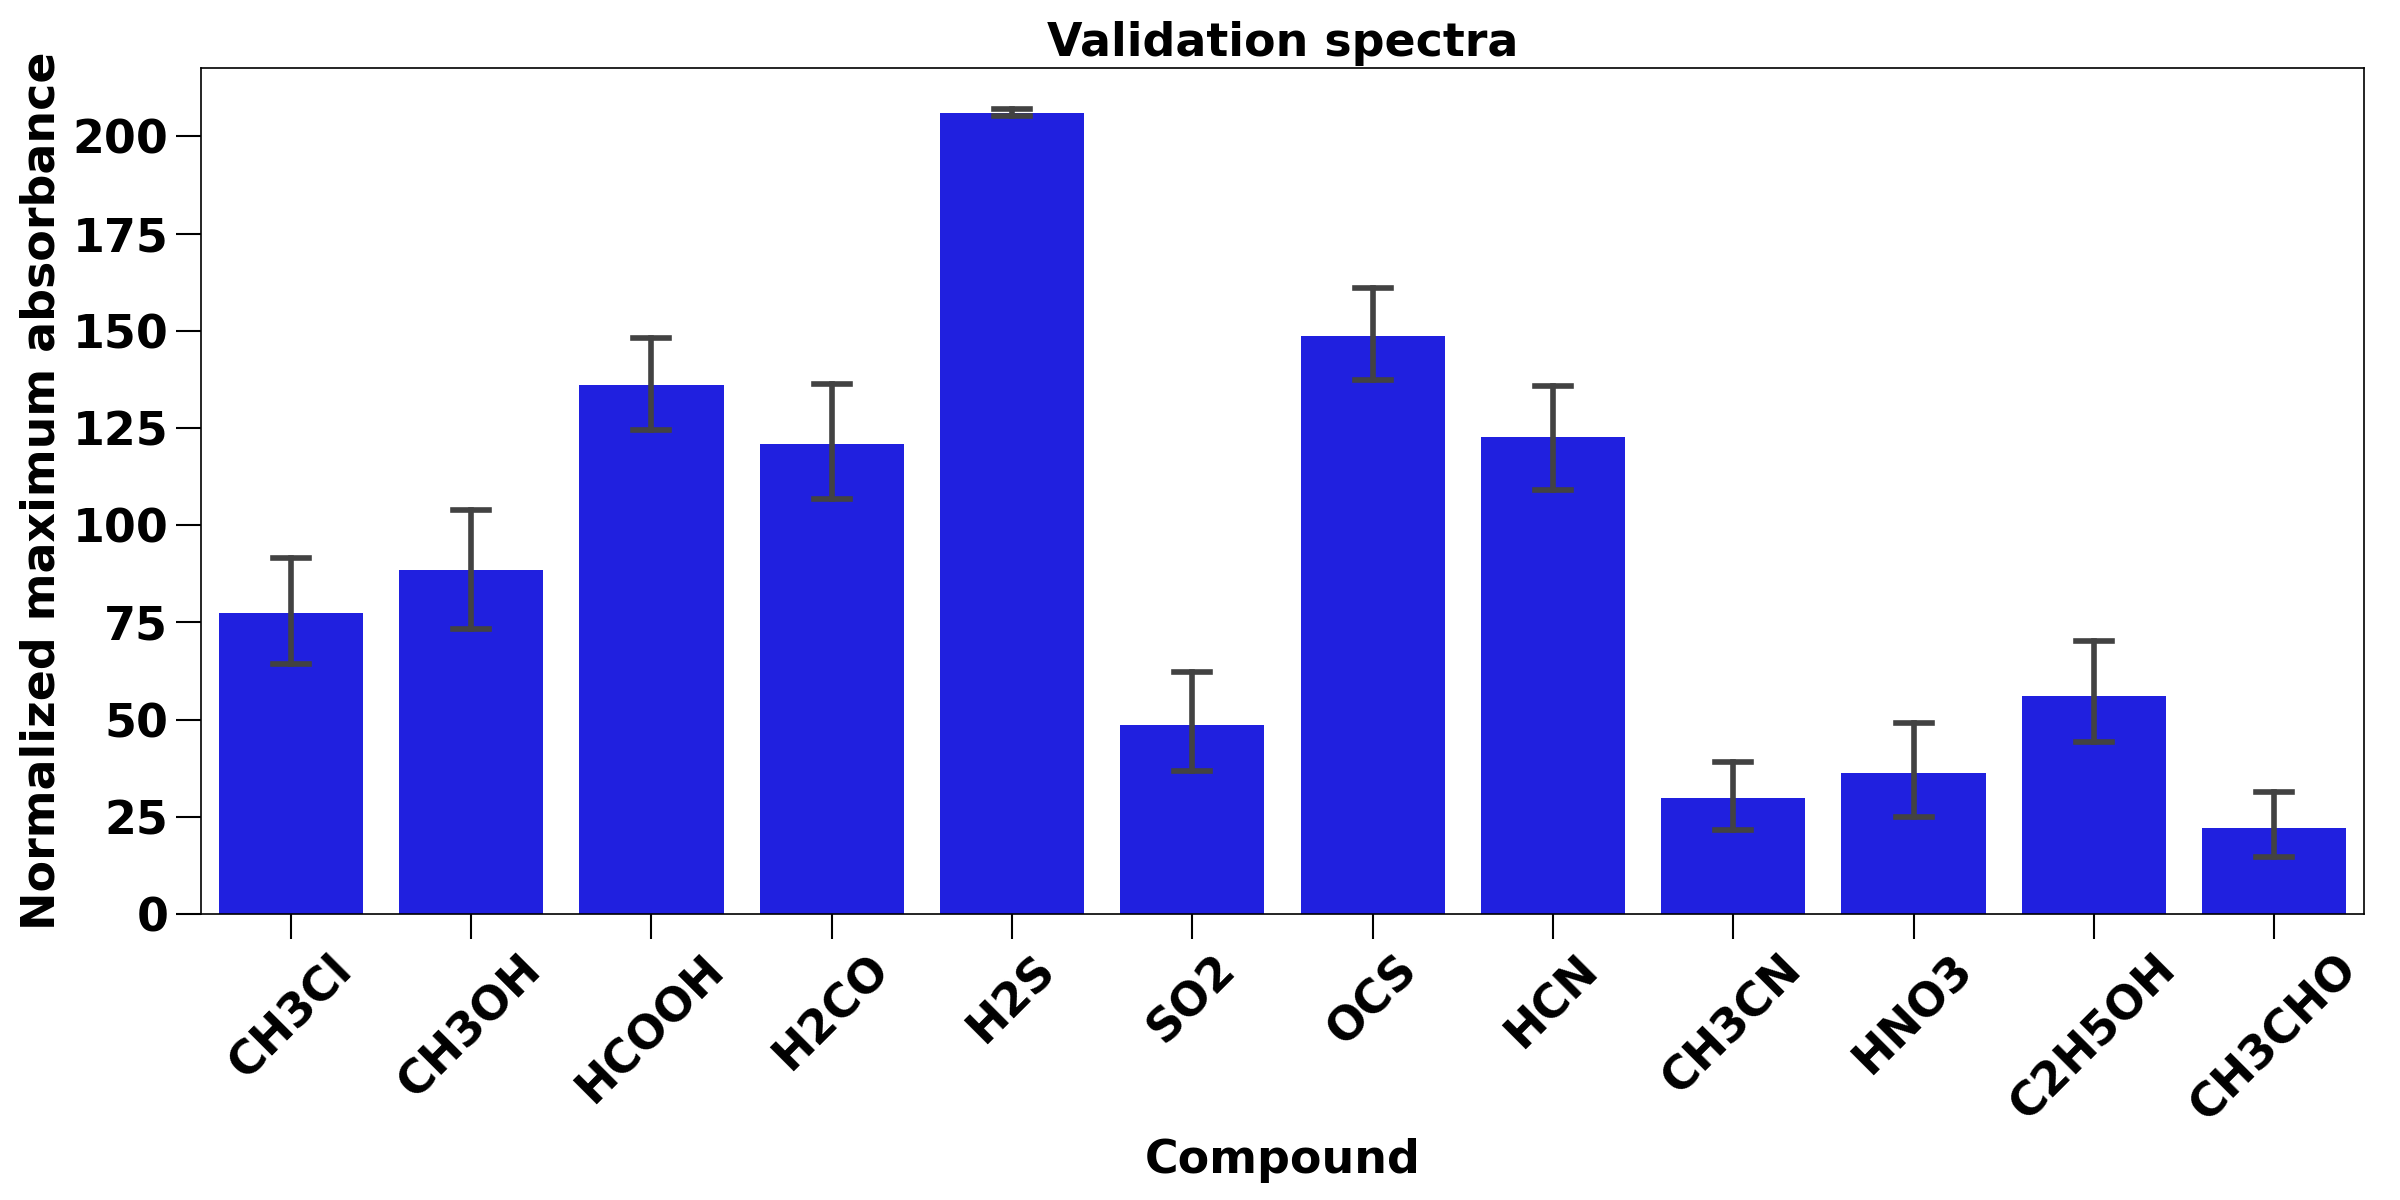 Validation spectra
Normalized maximum absorbance
200
175
150
125
100
75
50
25
0
CH3Cl
CH3OH
HCOOH
H2CO
H2S
SO2
OCS
HCN
CH3CN
HNO3
C2H5OH
CH3CHO
Compound